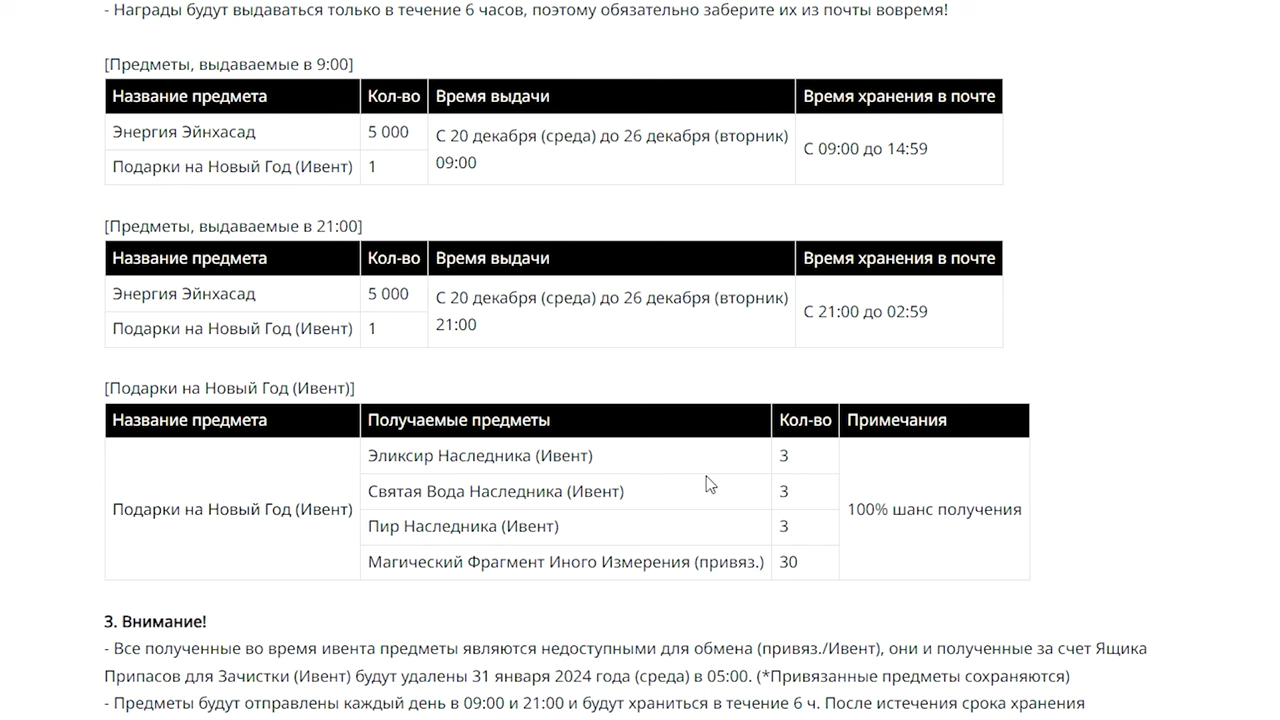 - Награды будут выдаваться только в течение 6 часов, поэтому обязательно заберите их из почты вовремя!
[Предметы, выдаваемые в 9:00]
Название предмета Кол-во Время выдачи Время хранения в почте
Энергия Эйнхасад 5 000 С 20 декабря (среда) до 26 декабря (вторник)
09:00 С 09:00 до 14:59
Подарки на Новый Год (Ивент) 1
[Предметы, выдаваемые в 21:00]
Название предмета Кол-во Время выдачи Время хранения в почте
Энергия Эйнхасад 5 000 С 20 декабря (среда) до 26 декабря (вторник)
21:00 С 21:00 до 02:59
Подарки на Новый Год (Ивент) 1
[Подарки на Новый Год (Ивент)]
Название предмета Получаемые предметы Кол-во Примечания
Эликсир Наследника (Ивент) 3
Святая Вода Наследника (Ивент) 3
Подарки на Новый Год (Ивент) 100% шанс получения
Пир Наследника (Ивент) 3
Магический Фрагмент Иного Измерения (привяз.) 30
3. Внимание!
- Все полученные во время ивента предметы являются недоступными для обмена (привяз./Ивент), они и полученные за счет Ящика
Припасов для Зачистки (Ивент) будут удалены 31 января 2024 года (среда) в 05:00. (*Привязанные предметы сохраняются)
- Предметы будут отправлены каждый день в 09:00 и 21:00 и будут храниться в течение 6 ч. После истечения срока хранения